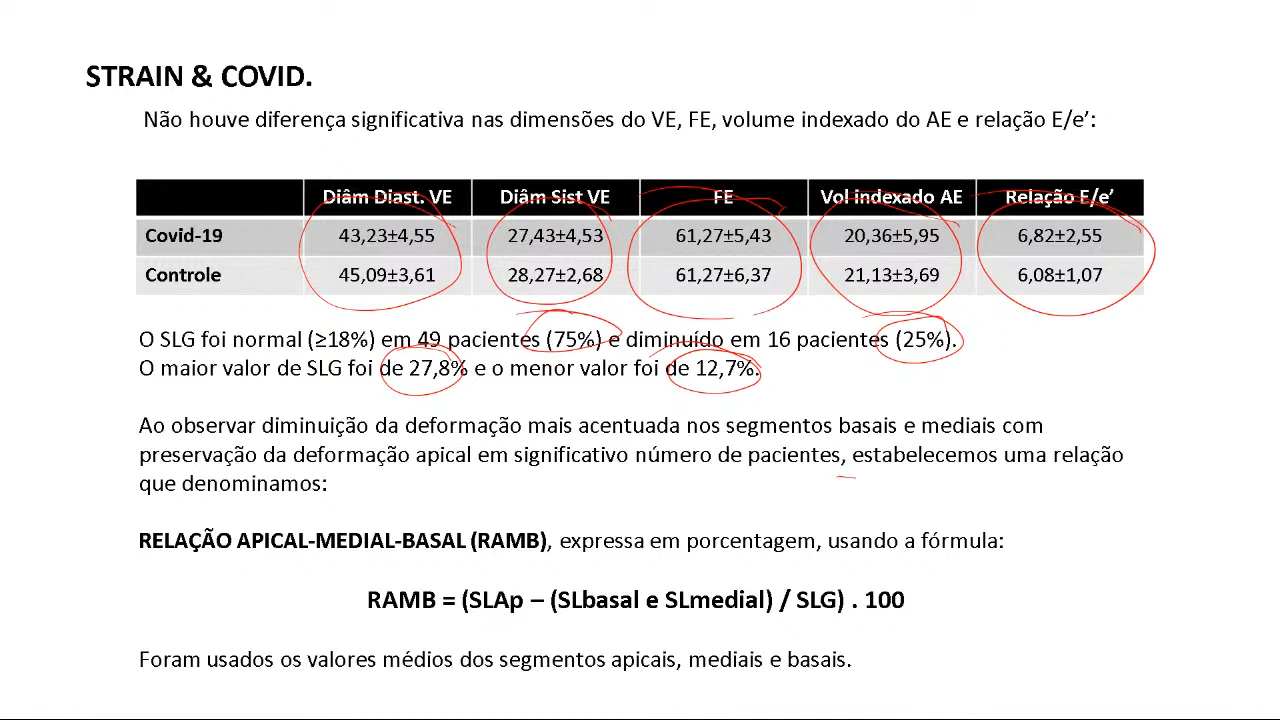 STRAIN & COVID.
Não houve diferença significativa nas dimensões do VE, FE, volume indexado do AE e relação E/e’:
Diâm Diast. VE Diâm Sist VE FE Vol indexado AE Relação E/e’
Covid-19 43,23±4,55 27,43±4,53 61,27±5,43 20,36±5,95 6,82±2,55
Controle 45,09±3,61 28,27±2,68 61,27±6,37 21,13±3,69 6,08±1,07
O SLG foi normal (≥18%) em 49 pacientes (75%) e diminuído em 16 pacientes (25%).
O maior valor de SLG foi de 27,8% e o menor valor foi de 12,7%.
Ao observar diminuição da deformação mais acentuada nos segmentos basais e mediais com
preservação da deformação apical em significativo número de pacientes, estabelecemos uma relação
que denominamos:
RELAÇÃO APICAL-MEDIAL-BASAL (RAMB), expressa em porcentagem, usando a fórmula:
RAMB = (SLAp – (SLbasal e SLmedial) / SLG) . 100
Foram usados os valores médios dos segmentos apicais, mediais e basais.